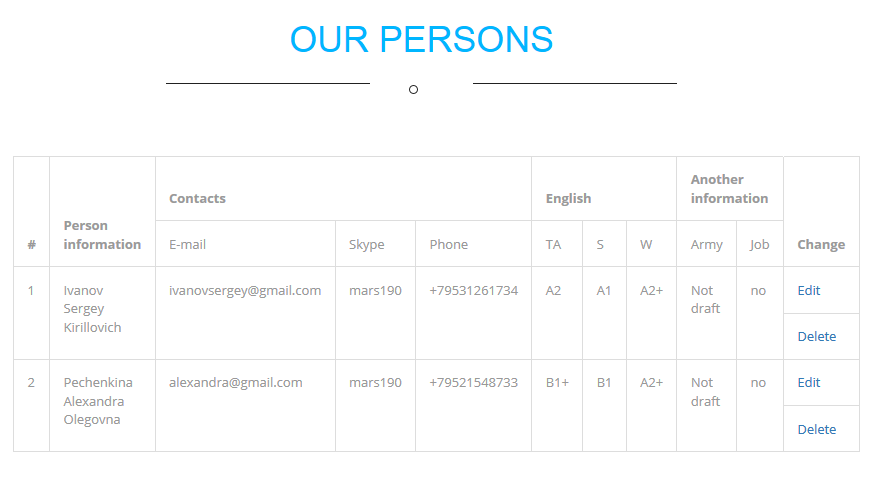 OUR PERSONS
# Person information Contacts English Another information Change
E-mail Skype Phone TA S W Army Job
1 Ivanov Sergey Kirillovich ivanovsergey@gmail.com mars190 +79531261734 A2 A1 A2+ Not draft no Edit
Delete
2 Pechenkina Alexandra Olegovna alexandra@gmail.com mars190 +79521548733 B1+ B1 A2+ Not draft no Edit
Delete